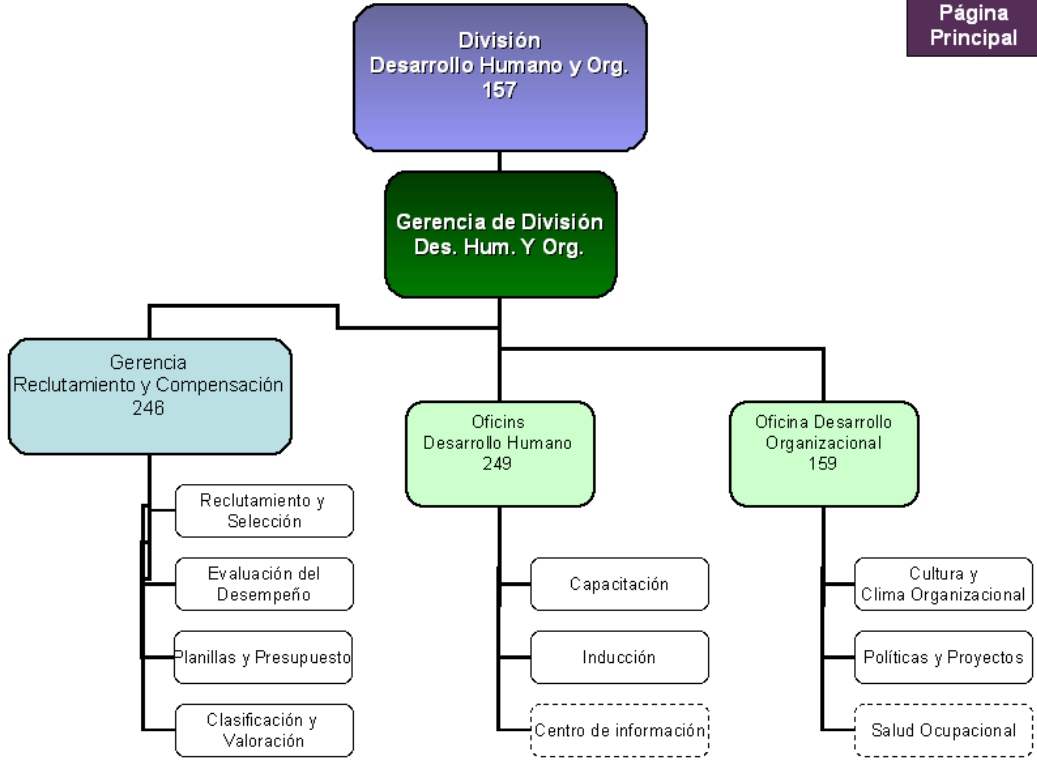 Página
Principal
División
Desarrollo Humano y Org.
157
Gerencia de División
Des. Hum. Y Org.
Gerencia
Reclutamiento y Compensación
246
Oficins
Desarrollo Humano
249
Oficina Desarrollo
Organizacional
159
Reclutamiento y
Selección
Evaluación del
Desempeño
Planillas y Presupuesto
Clasificación y
Valoración
Capacitación
Inducción
Centro de información
Cultura y
Clima Organizacional
Políticas y Proyectos
Salud Ocupacional